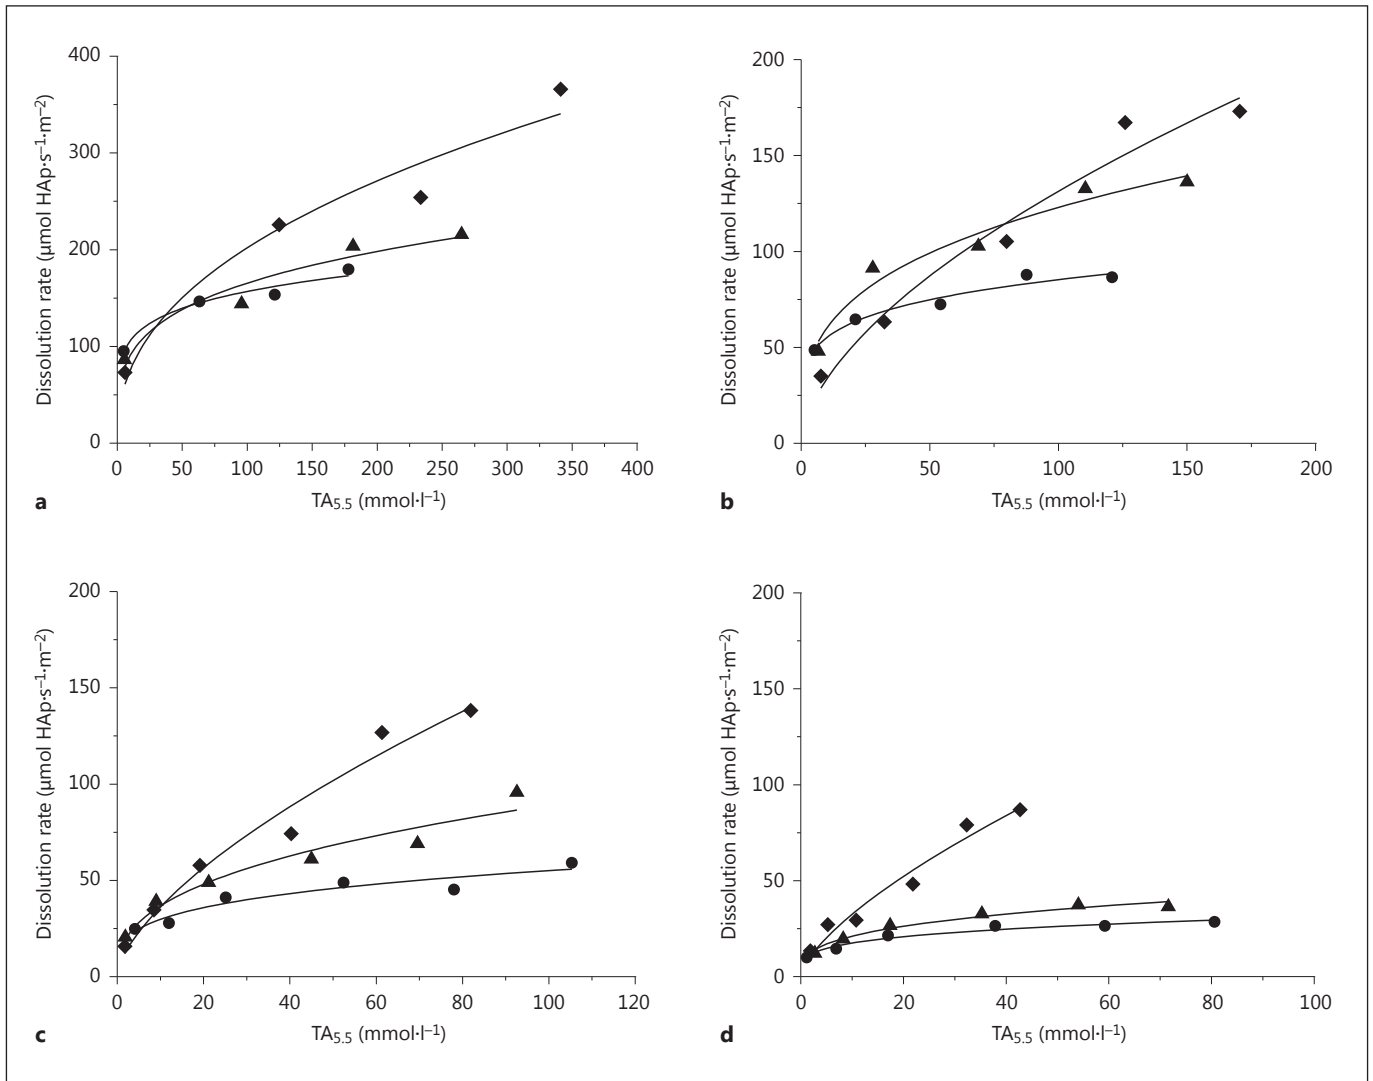 400
300
200
100
0
0 50 100 150 200 250 300 350 400
Dissolution rate (µmol HAp·s⁻¹·m⁻²)
TA₅.₅ (mmol·l⁻¹)
a
200
150
100
50
0
0 50 100 150 200
Dissolution rate (µmol HAp·s⁻¹·m⁻²)
TA₅.₅ (mmol·l⁻¹)
b
200
150
100
50
0
0 20 40 60 80 100 120
Dissolution rate (µmol HAp·s⁻¹·m⁻²)
TA₅.₅ (mmol·l⁻¹)
c
200
150
100
50
0
0 20 40 60 80 100
Dissolution rate (µmol HAp·s⁻¹·m⁻²)
TA₅.₅ (mmol·l⁻¹)
d